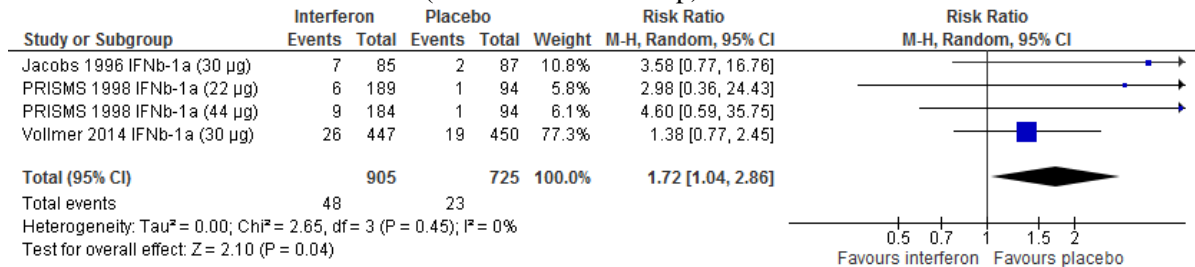 Interferon Placebo Risk Ratio Risk Ratio
Study or Subgroup Events Total Events Total Weight M-H, Random, 95% CI M-H, Random, 95% CI
Jacobs 1996 IFNb-1a (30 µg) 7 85 2 87 10.8% 3.58 [0.77, 16.76]
PRISMS 1998 IFNb-1a (22 µg) 6 189 1 94 5.8% 2.98 [0.36, 24.43]
PRISMS 1998 IFNb-1a (44 µg) 9 184 1 94 6.1% 4.60 [0.59, 35.75]
Vollmer 2014 IFNb-1a (30 µg) 26 447 19 450 77.3% 1.38 [0.77, 2.45]
Total (95% CI) 905 725 100.0% 1.72 [1.04, 2.86]
Total events 48 23
Heterogeneity: Tau² = 0.00; Chi² = 2.65, df = 3 (P = 0.45); I² = 0%
Test for overall effect: Z = 2.10 (P = 0.04)
0.5 0.7 1 1.5 2
Favours interferon Favours placebo